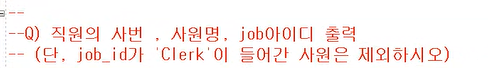 --
--Q) 직원의 사번 , 사원명, job아이디 출력
-- (단, job_id가 'Clerk'이 들어간 사원은 제외하시오)